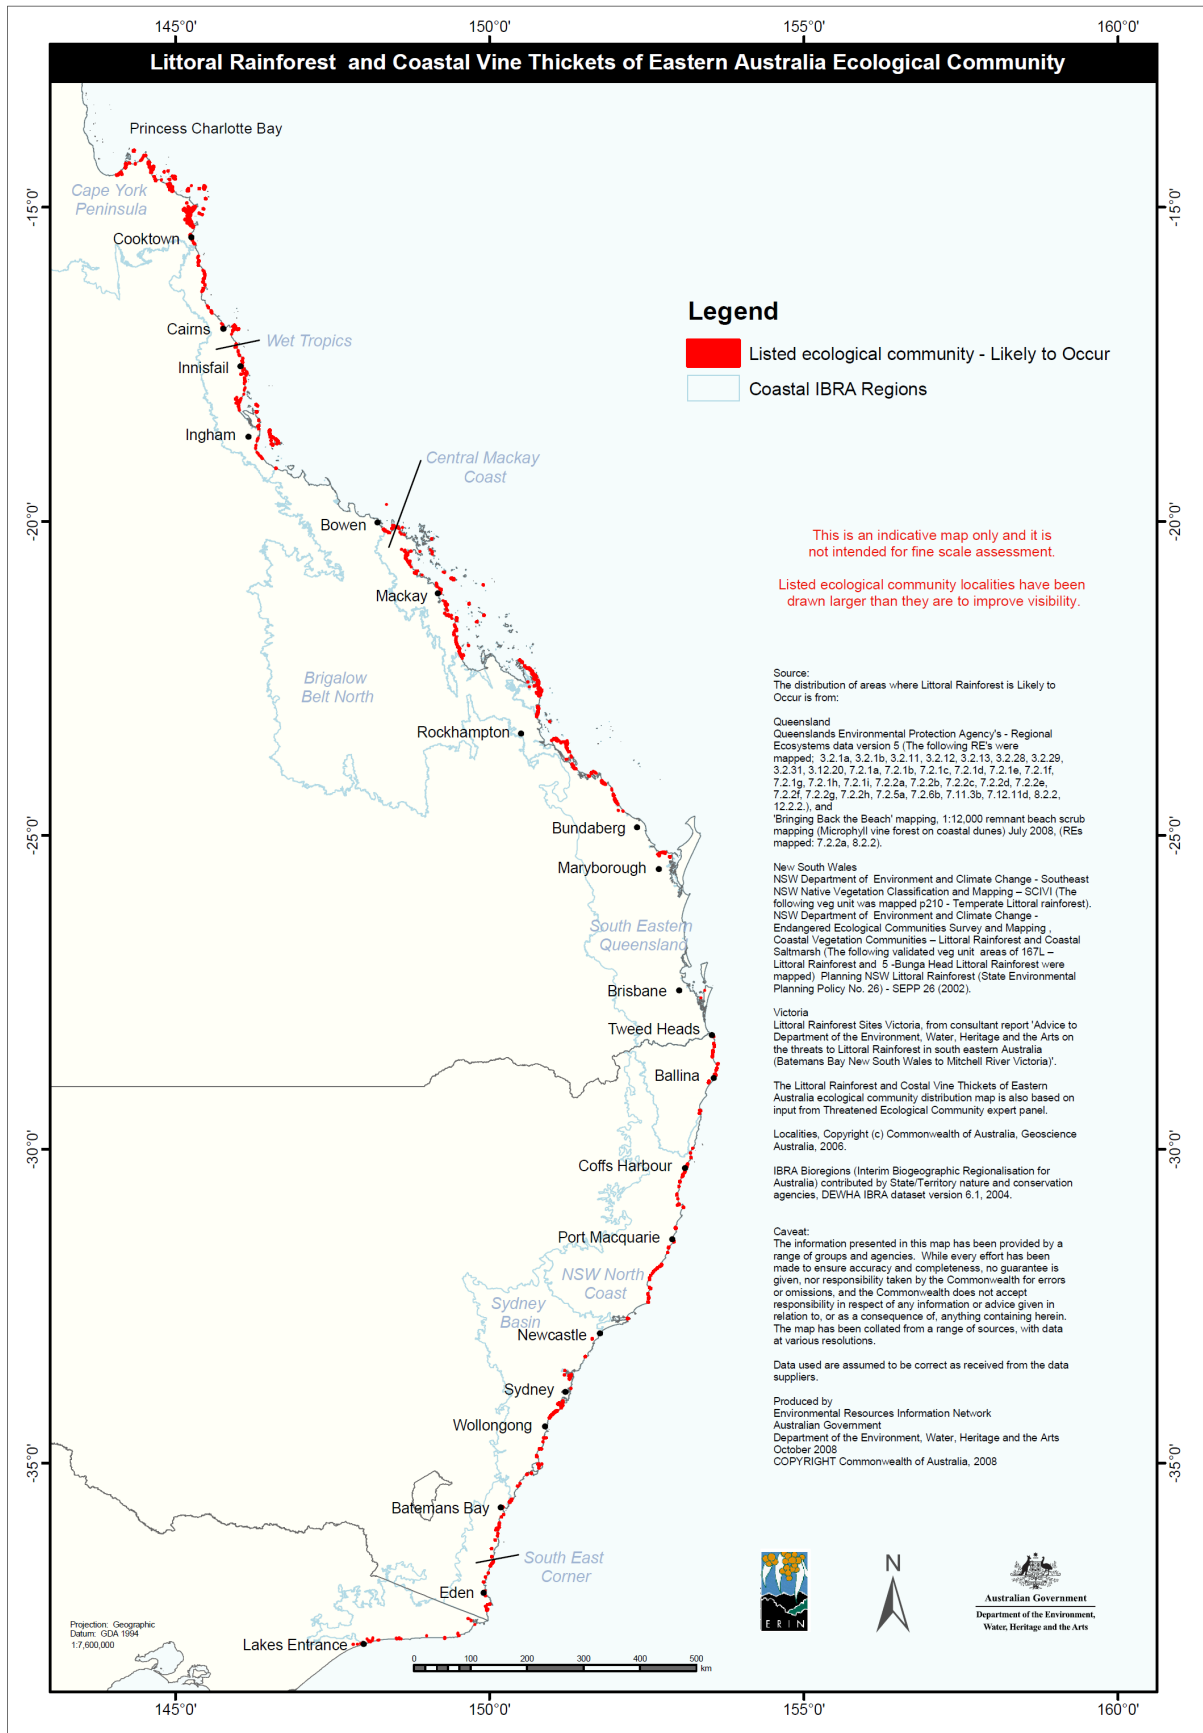 145°0'
150°0'
155°0'
160°0'
Littoral Rainforest and Coastal Vine Thickets of Eastern Australia Ecological Community
Princess Charlotte Bay
Cape York
Peninsula
-15°0'
-15°0'
Cooktown
Legend
Listed ecological community - Likely to Occur
Coastal IBRA Regions
Cairns
Wet Tropics
Innisfail
Ingham
Central Mackay
Coast
-20°0'
-20°0'
Bowen
This is an indicative map only and it is
not intended for fine scale assessment.
Listed ecological community localities have been
drawn larger than they are to improve visibility.
Mackay
Brigalow
Belt North
Rockhampton
Bundaberg
-25°0'
-25°0'
Maryborough
South Eastern
Queensland
Brisbane
Tweed Heads
Ballina
-30°0'
-30°0'
Coffs Harbour
Port Macquarie
NSW North
Coast
Sydney
Basin
Newcastle
Sydney
Wollongong
-35°0'
-35°0'
Batemans Bay
South East
Corner
Eden
Lakes Entrance
Source:
The distribution of areas where Littoral Rainforest is Likely to
Occur is from:
Queensland
Queenslands Environmental Protection Agency's - Regional
Ecosystems data version 5 (The following RE's were
mapped; 3.2.1a, 3.2.1b, 3.2.11, 3.2.12, 3.2.13, 3.2.28, 3.2.29,
3.2.31, 3.12.20, 7.2.1a, 7.2.1b, 7.2.1c, 7.2.1d, 7.2.1e, 7.2.1f,
7.2.1g, 7.2.1h, 7.2.1i, 7.2.2a, 7.2.2b, 7.2.2c, 7.2.2d, 7.2.2e,
7.2.2f, 7.2.2g, 7.2.2h, 7.2.5a, 7.2.6b, 7.11.3b, 7.12.11d, 8.2.2,
12.2.2.), and
'Bringing Back the Beach' mapping, 1:12,000 remnant beach scrub
mapping (Microphyll vine forest on coastal dunes) July 2008, (REs
mapped: 7.2.2a, 8.2.2).
New South Wales
NSW Department of Environment and Climate Change - Southeast
NSW Native Vegetation Classification and Mapping – SCIVI (The
following veg unit was mapped p210 - Temperate Littoral rainforest).
NSW Department of Environment and Climate Change -
Endangered Ecological Communities Survey and Mapping ,
Coastal Vegetation Communities – Littoral Rainforest and Coastal
Saltmarsh (The following validated veg unit areas of 167L –
Littoral Rainforest and 5 -Bunga Head Littoral Rainforest were
mapped) Planning NSW Littoral Rainforest (State Environmental
Planning Policy No. 26) - SEPP 26 (2002).
Victoria
Littoral Rainforest Sites Victoria, from consultant report 'Advice to
Department of the Environment, Water, Heritage and the Arts on
the threats to Littoral Rainforest in south eastern Australia
(Batemans Bay New South Wales to Mitchell River Victoria)'.
The Littoral Rainforest and Costal Vine Thickets of Eastern
Australia ecological community distribution map is also based on
input from Threatened Ecological Community expert panel.
Localities, Copyright (c) Commonwealth of Australia, Geoscience
Australia, 2006.
IBRA Bioregions (Interim Biogeographic Regionalisation for
Australia) contributed by State/Territory nature and conservation
agencies, DEWHA IBRA dataset version 6.1, 2004.
Caveat:
The information presented in this map has been provided by a
range of groups and agencies. While every effort has been
made to ensure accuracy and completeness, no guarantee is
given, nor responsibility taken by the Commonwealth for errors
or omissions, and the Commonwealth does not accept
responsibility in respect of any information or advice given in
relation to, or as a consequence of, anything containing herein.
The map has been collated from a range of sources, with data
at various resolutions.
Data used are assumed to be correct as received from the data
suppliers.
Produced by
Environmental Resources Information Network
Australian Government
Department of the Environment, Water, Heritage and the Arts
October 2008
COPYRIGHT Commonwealth of Australia, 2008
ERIN
N
Australian Government
Department of the Environment,
Water, Heritage and the Arts
Projection: Geographic
Datum: GDA 1994
1:7,600,000
0 100 200 300 400 500
km
145°0'
150°0'
155°0'
160°0'